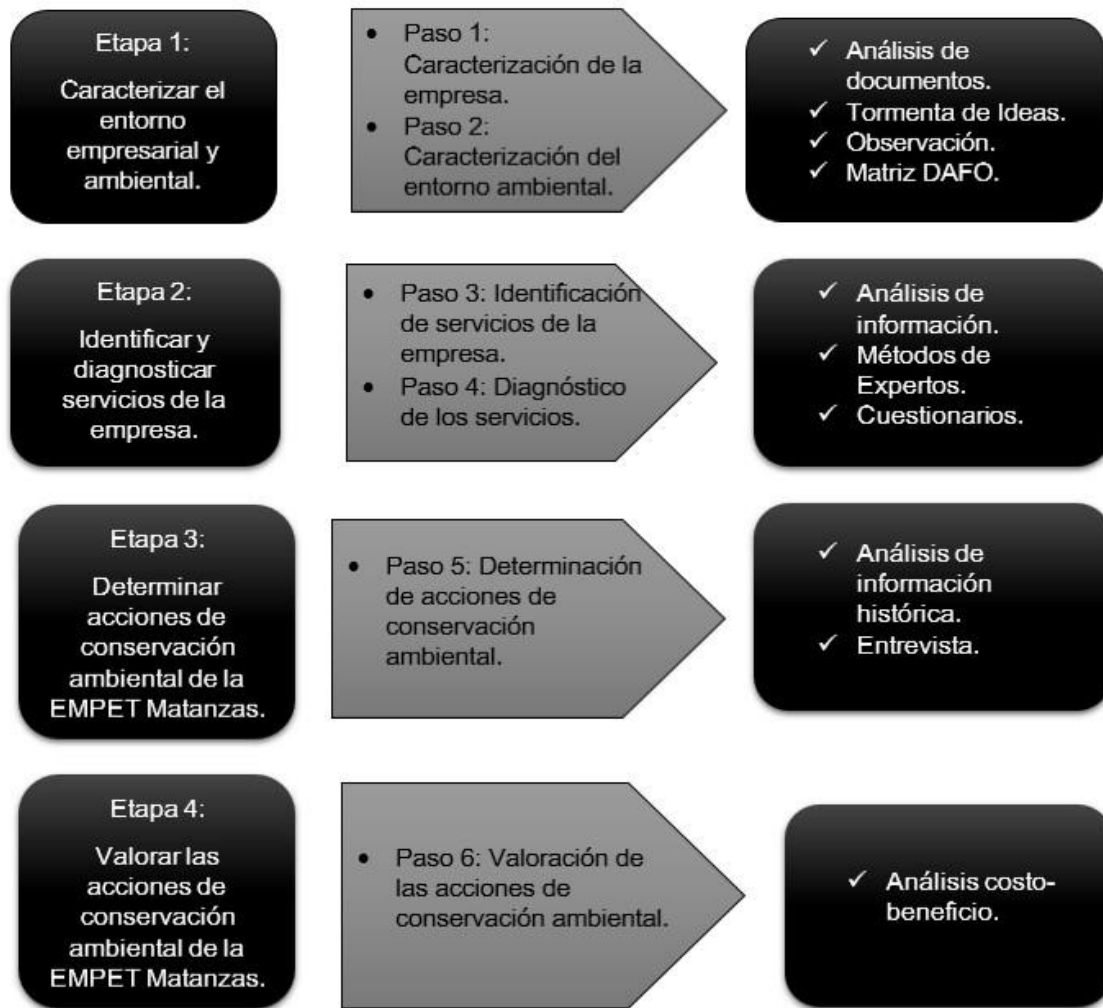 Etapa 1:
Caracterizar el
entorno
empresarial y
ambiental.
• Paso 1:
Caracterización de la
empresa.
• Paso 2:
Caracterización del
entorno ambiental.
✓ Análisis de
documentos.
✓ Tormenta de Ideas.
✓ Observación.
✓ Matriz DAFO.
Etapa 2:
Identificar y
diagnosticar
servicios de la
empresa.
• Paso 3: Identificación
de servicios de la
empresa.
• Paso 4: Diagnóstico
de los servicios.
✓ Análisis de
información.
✓ Métodos de
Expertos.
✓ Cuestionarios.
Etapa 3:
Determinar
acciones de
conservación
ambiental de la
EMPET Matanzas.
• Paso 5: Determinación
de acciones de
conservación
ambiental.
✓ Análisis de
información
histórica.
✓ Entrevista.
Etapa 4:
Valorar las
acciones de
conservación
ambiental de la
EMPET Matanzas.
• Paso 6: Valoración de
las acciones de
conservación ambiental.
✓ Análisis costo-
beneficio.